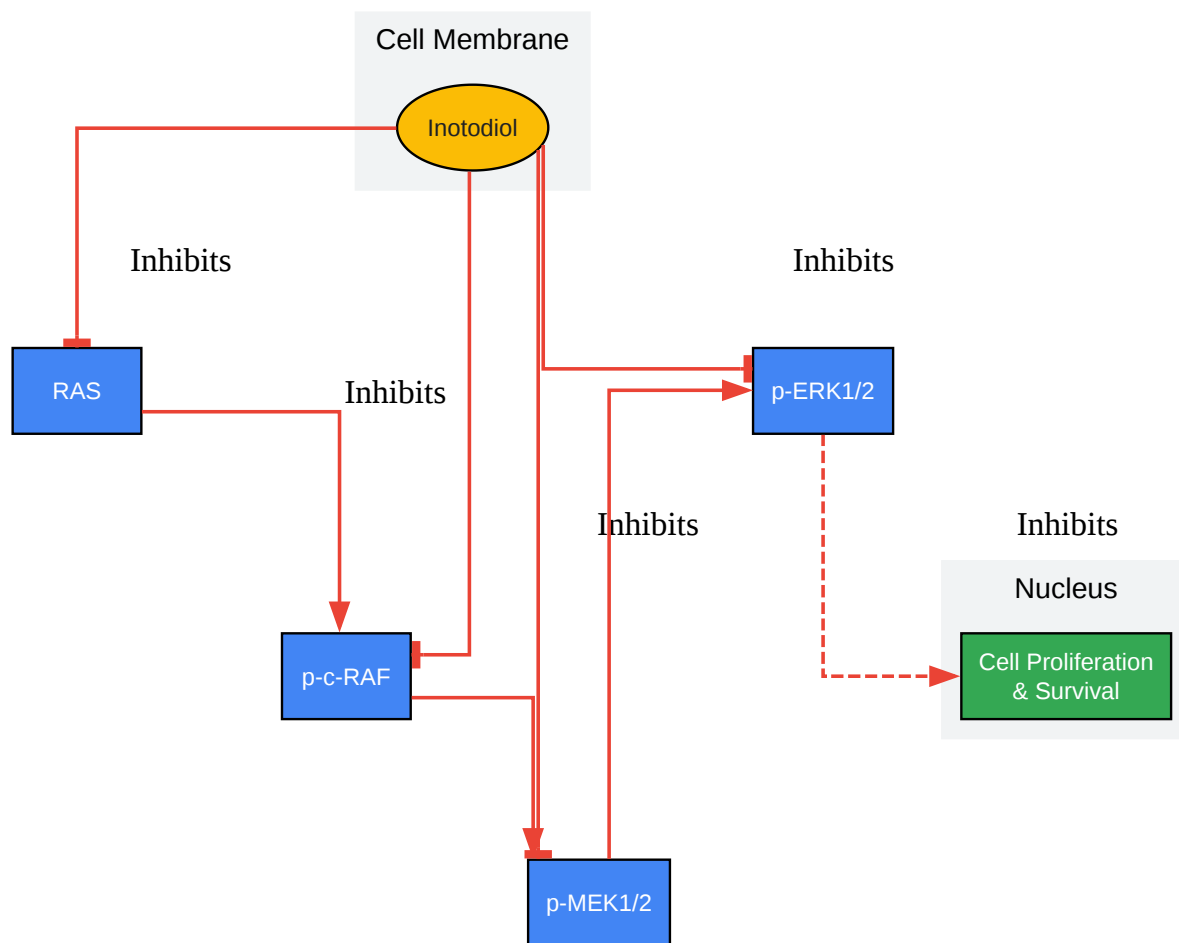 Cell Membrane
Inotodiol
Inhibits
Inhibits
RAS
Inhibits
p-ERK1/2
Inhibits
Inhibits
Nucleus
p-c-RAF
Cell Proliferation
& Survival
p-MEK1/2